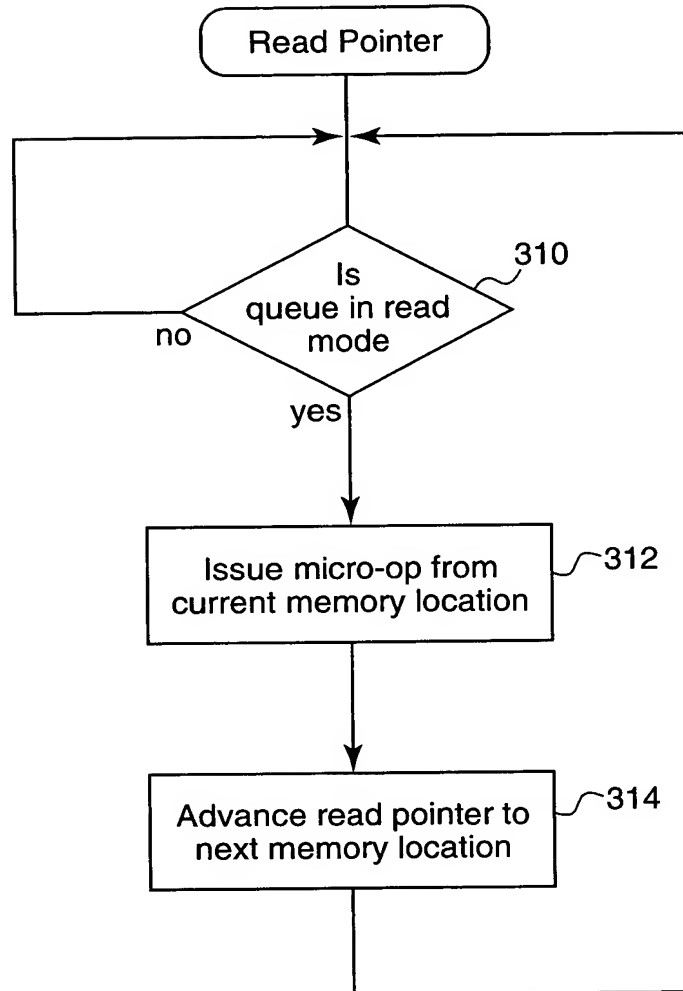 Read Pointer
310
Is
queue in read
mode
no
yes
Issue micro-op from
current memory location
312
Advance read pointer to
next memory location
314